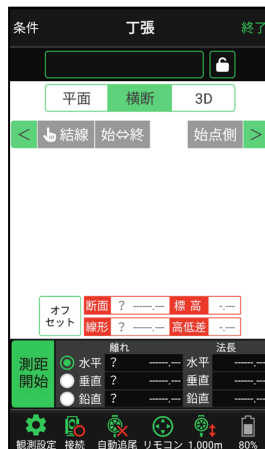 条件 丁張 終了
平面 横断 3D
< 結線 始⇔終 始点側 >
オフセット 断面 ? -----.--- 標高 -.---
線形 ? -----.--- 高低差 -.---
離れ 法長
測距開始 水平 ? -----.--- 水平 -----.---
垂直 ? -----.--- 垂直 -----.---
鉛直 ? -----.--- 鉛直 -----.---
観測設定 接続 自動追尾 リモコン 1.000m 80%